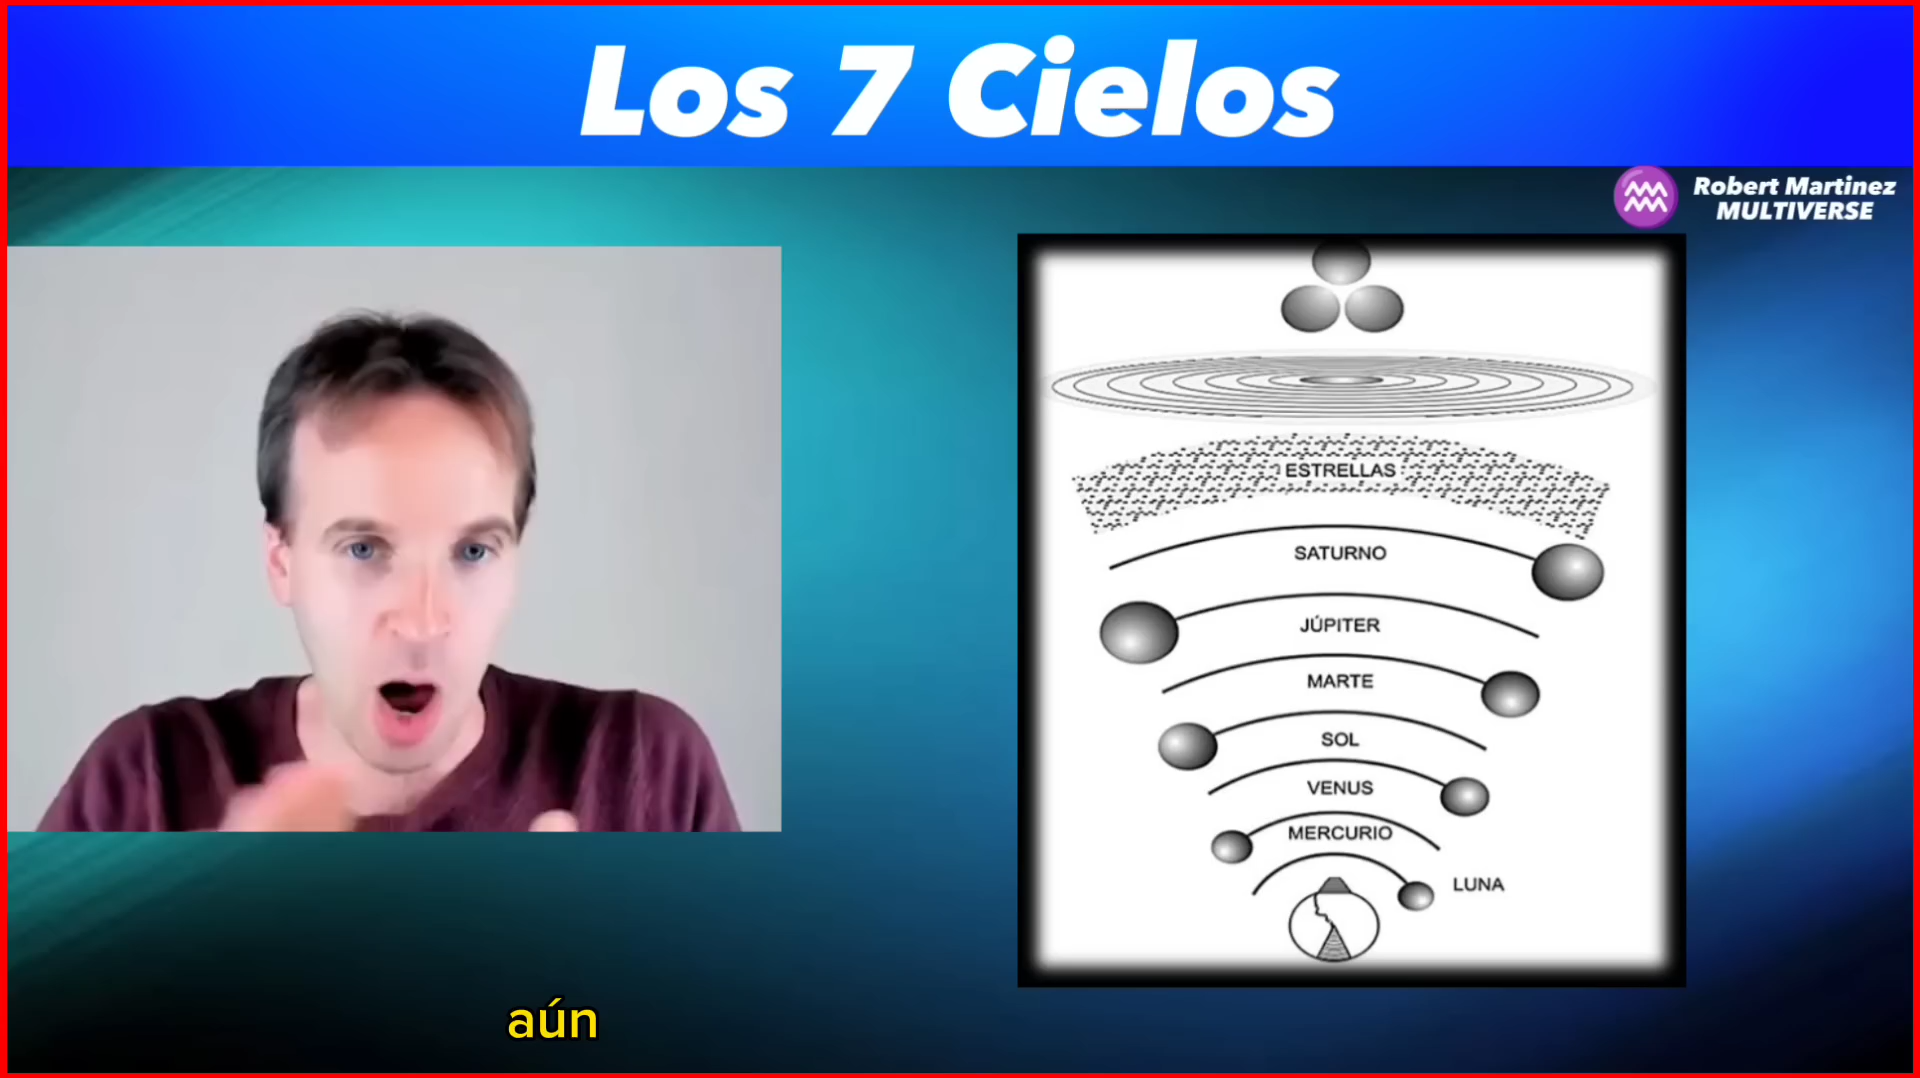 Los 7 Cielos
Robert Martinez
MULTIVERSE
ESTRELLAS
SATURNO
JÚPITER
MARTE
SOL
VENUS
MERCURIO
LUNA
aún